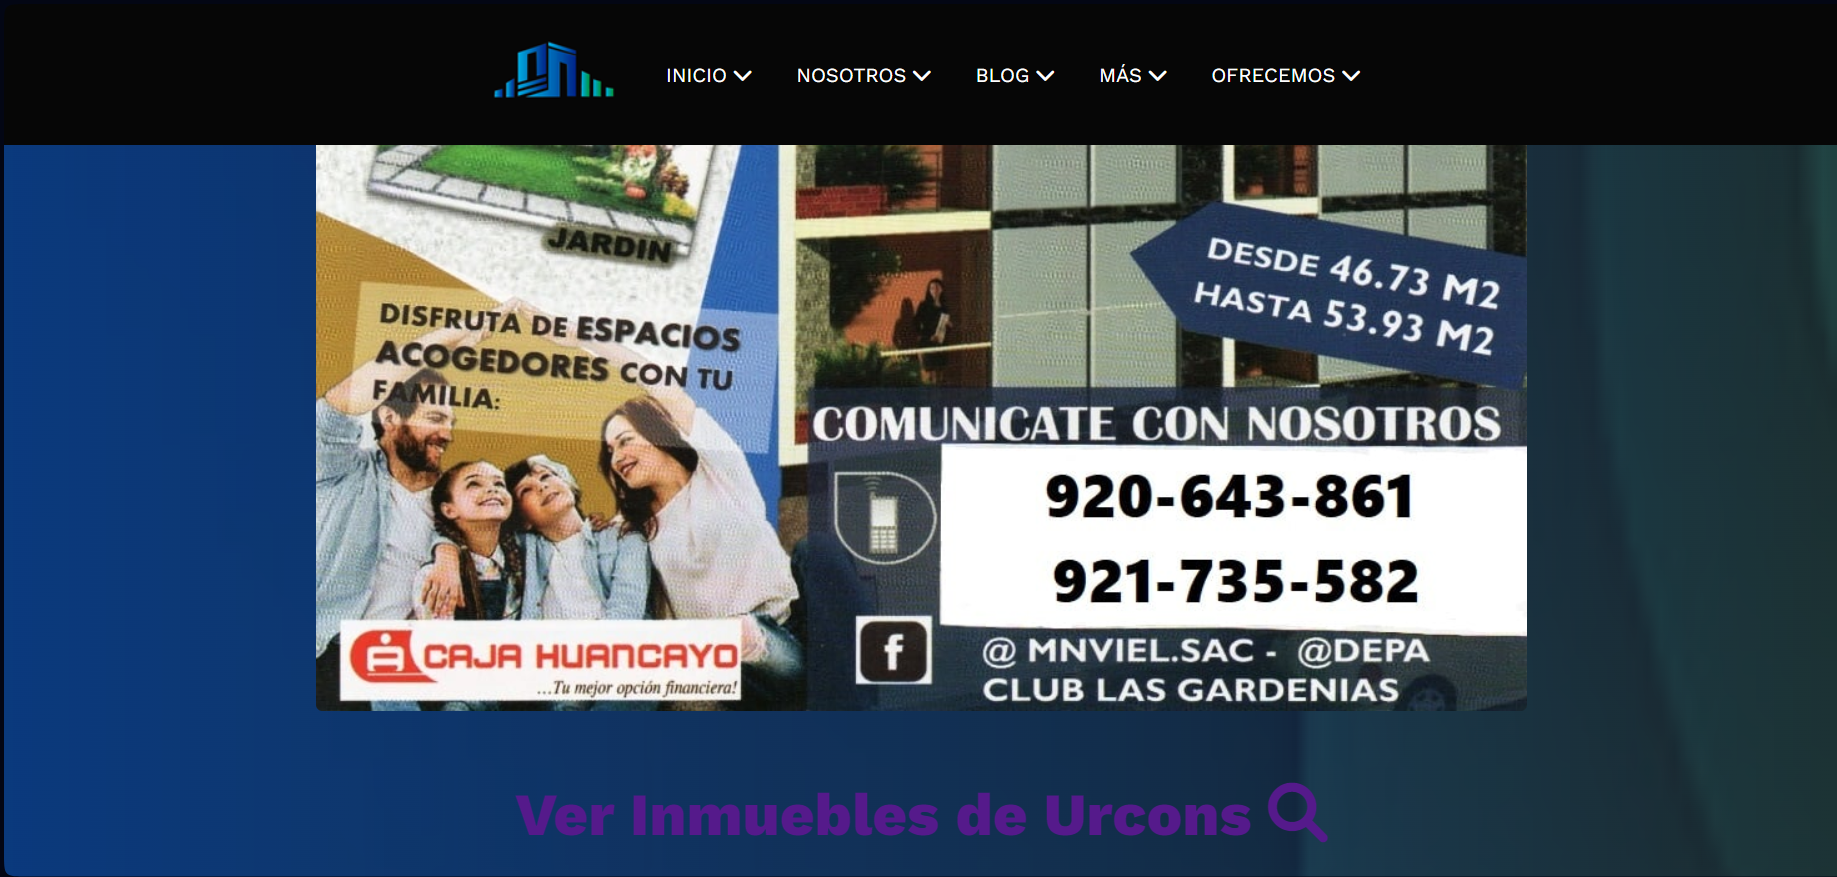 INICIO NOSOTROS BLOG MÁS OFRECEMOS
JARDIN
DISFRUTA DE ESPACIOS
ACOGEDORES CON TU
FAMILIA:
CAJA HUANCAYO
...Tu mejor opción financiera!
DESDE 46.73 M2
HASTA 53.93 M2
COMUNICATE CON NOSOTROS
920-643-861
921-735-582
f
@ MNVIEL.SAC - @DEPA
CLUB LAS GARDENIAS
Ver Inmuebles de Urcons